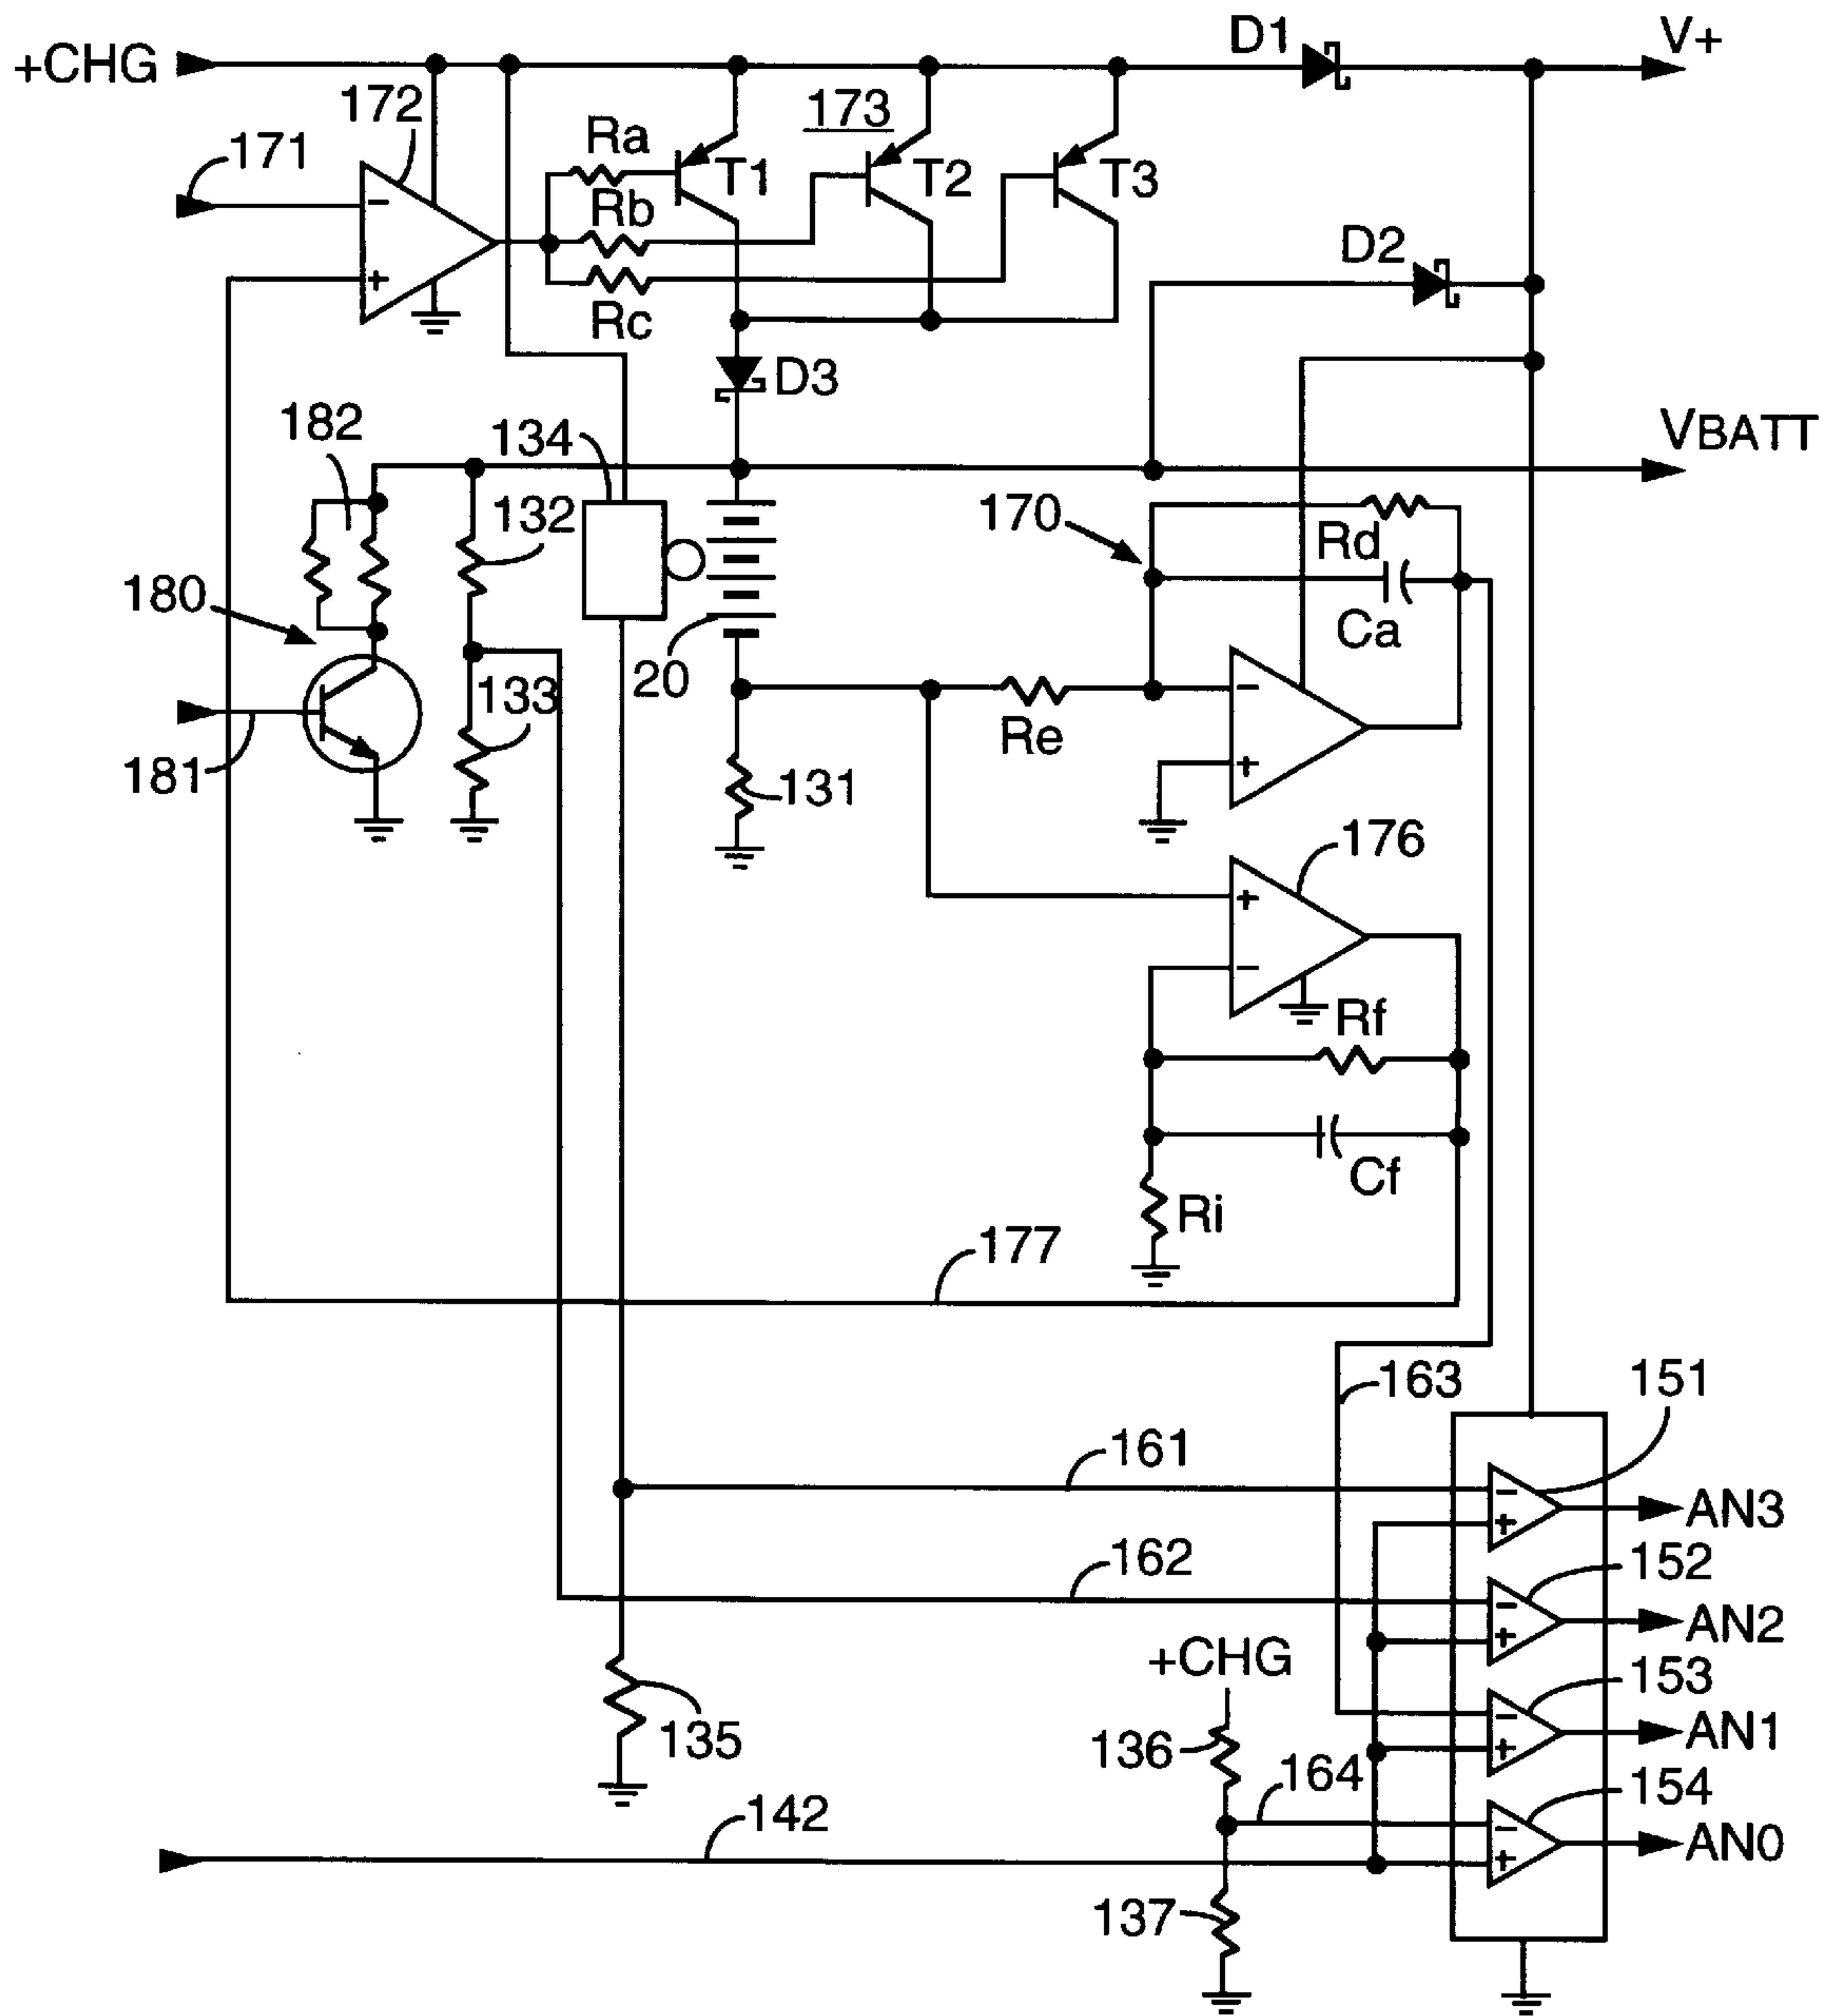 D1
V+
+CHG
172
173
171
Ra
T1
T2
T3
Rb
D2
-
+
Rc
D3
182
134
VBATT
132
170
Rd
180
Ca
20
133
-
Re
181
131
+
176
+
-
Rf
Cf
Ri
177
163
151
161
-
+
AN3
162
152
-
+
AN2
+CHG
153
-
+
AN1
135
136
164
154
142
-
+
AN0
137